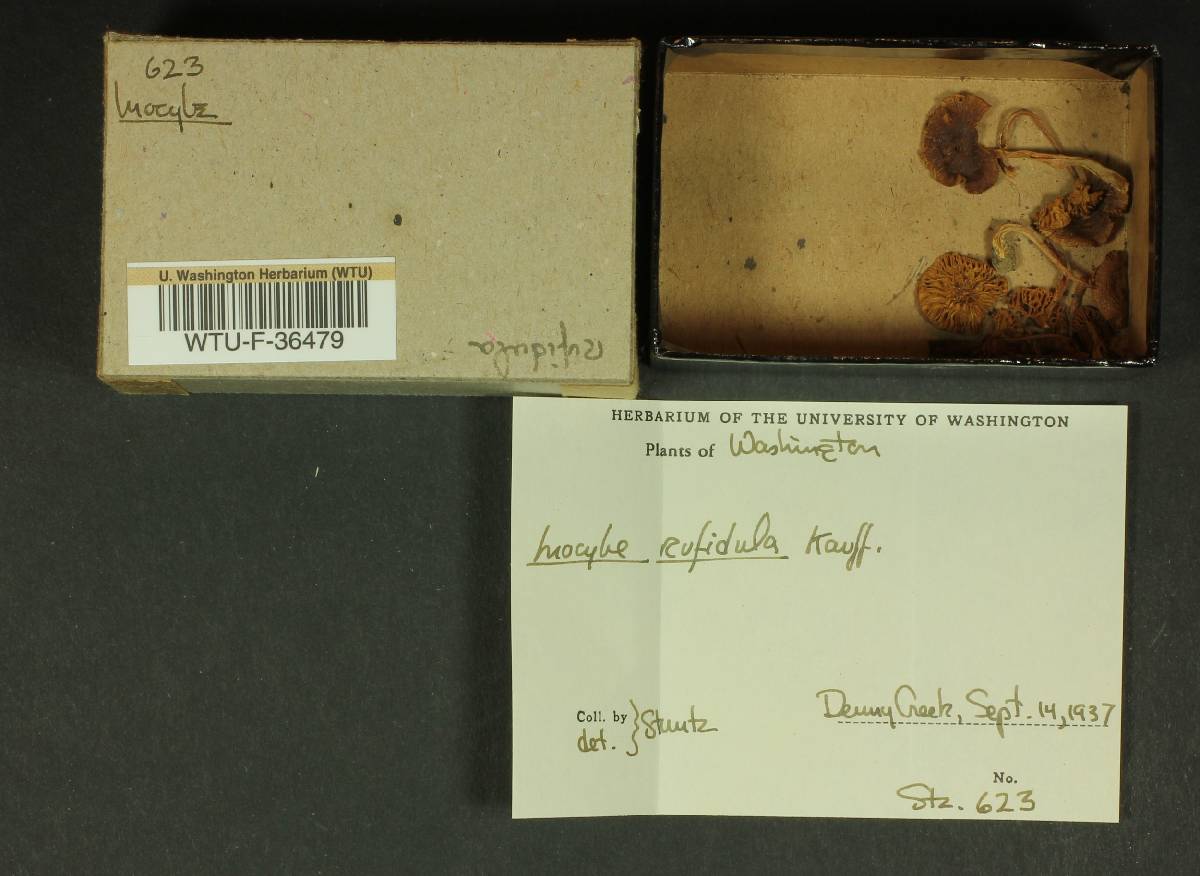 623
Inocybe
U. Washington Herbarium (WTU)
WTU-F-36479
rufidula
HERBARIUM OF THE UNIVERSITY OF WASHINGTON
Plants of Washington
Inocybe rufidula Kauff.
Coll. by } Stuntz
det.
Denny Creek, Sept. 14, 1937
No.
Stz. 623